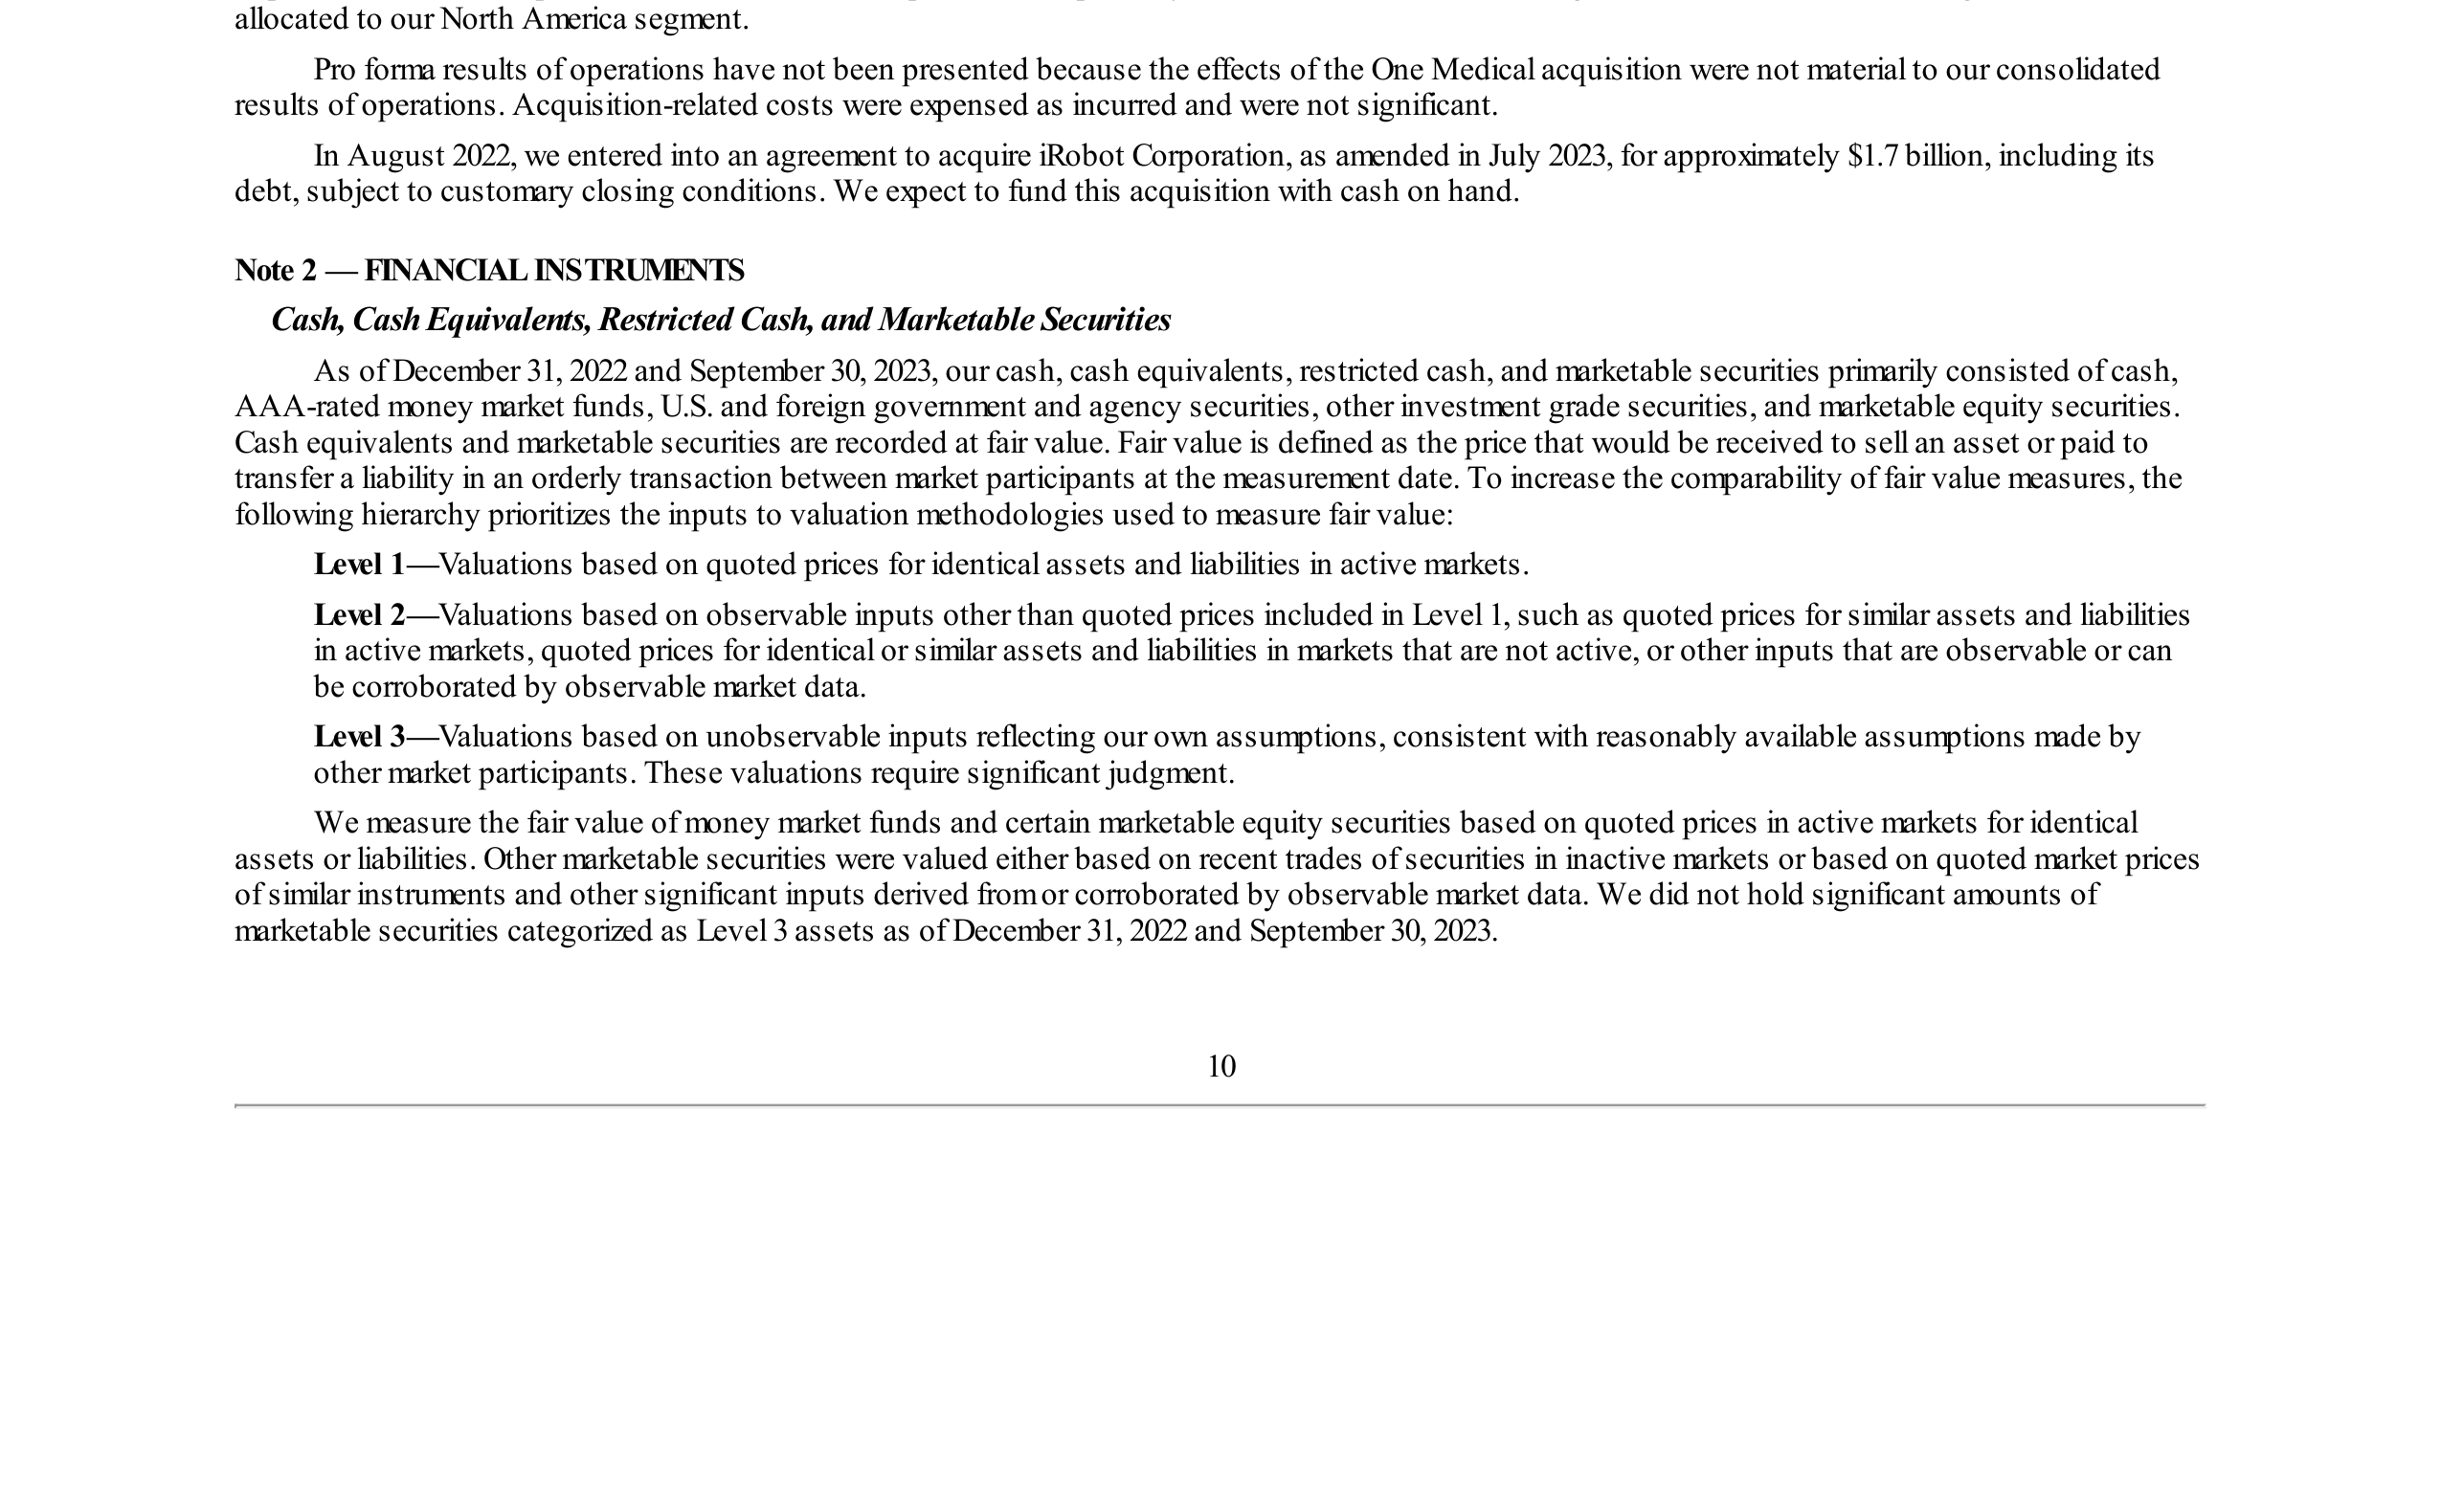 allocated to our North America segment.
Pro forma results of operations have not been presented because the effects of the One Medical acquisition were not material to our consolidated
results of operations. Acquisition-related costs were expensed as incurred and were not significant.
In August 2022, we entered into an agreement to acquire iRobot Corporation, as amended in July 2023, for approximately $1.7 billion, including its
debt, subject to customary closing conditions. We expect to fund this acquisition with cash on hand.
Note 2 — FINANCIAL INSTRUMENTS
Cash, Cash Equivalents, Restricted Cash, and Marketable Securities
As of December 31, 2022 and September 30, 2023, our cash, cash equivalents, restricted cash, and marketable securities primarily consisted of cash,
AAA-rated money market funds, U.S. and foreign government and agency securities, other investment grade securities, and marketable equity securities.
Cash equivalents and marketable securities are recorded at fair value. Fair value is defined as the price that would be received to sell an asset or paid to
transfer a liability in an orderly transaction between market participants at the measurement date. To increase the comparability of fair value measures, the
following hierarchy prioritizes the inputs to valuation methodologies used to measure fair value:
Level 1—Valuations based on quoted prices for identical assets and liabilities in active markets.
Level 2—Valuations based on observable inputs other than quoted prices included in Level 1, such as quoted prices for similar assets and liabilities
in active markets, quoted prices for identical or similar assets and liabilities in markets that are not active, or other inputs that are observable or can
be corroborated by observable market data.
Level 3—Valuations based on unobservable inputs reflecting our own assumptions, consistent with reasonably available assumptions made by
other market participants. These valuations require significant judgment.
We measure the fair value of money market funds and certain marketable equity securities based on quoted prices in active markets for identical
assets or liabilities. Other marketable securities were valued either based on recent trades of securities in inactive markets or based on quoted market prices
of similar instruments and other significant inputs derived from or corroborated by observable market data. We did not hold significant amounts of
marketable securities categorized as Level 3 assets as of December 31, 2022 and September 30, 2023.
10